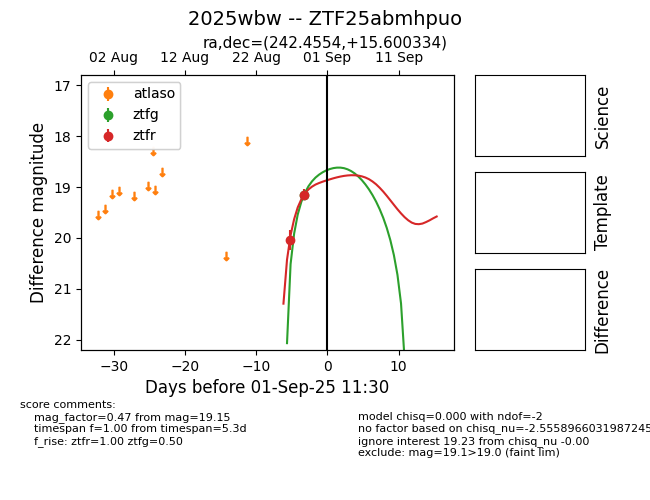 2025wbw -- ZTF25abmhpuo
ra,dec=(242.4554,+15.600334)
02 Aug 12 Aug 22 Aug 01 Sep 11 Sep
atlaso
ztfg
ztfr
17
18
19
20
21
22
Difference magnitude
−30 −20 −10 0 10
Days before 01-Sep-25 11:30
Science
Template
Difference
score comments:
mag_factor=0.47 from mag=19.15
timespan f=1.00 from timespan=5.3d
f_rise: ztfr=1.00 ztfg=0.50
model chisq=0.000 with ndof=-2
no factor based on chisq_nu=-2.5558966031987245
ignore interest 19.23 from chisq_nu -0.00
exclude: mag=19.1>19.0 (faint lim)